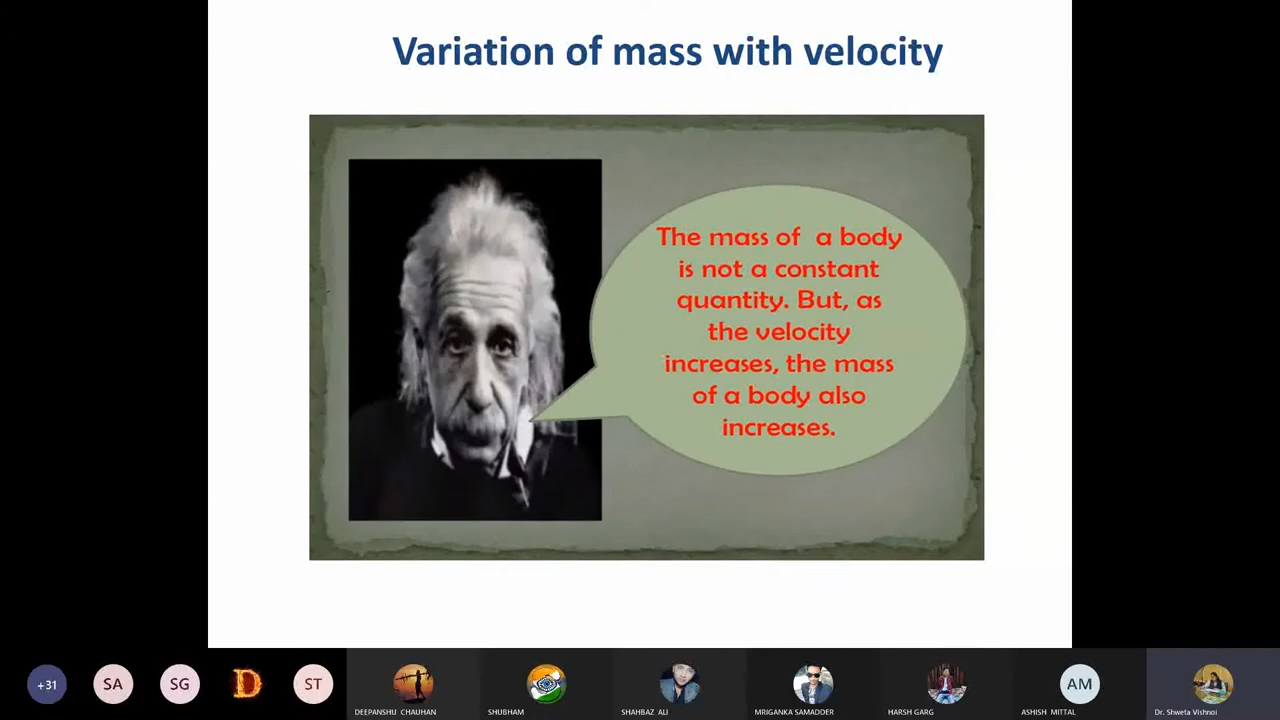 Variation of mass with velocity
The mass of a body
is not a constant
quantity. But, as
the velocity
increases, the mass
of a body also
increases.
+31
SA
SG
D
ST
AM
DEEPANSHU CHAUHAN
SHUBHAM
SHAHBAZ ALI
MRIGANKA SAMADDER
HARSH GARG
ASHISH MITTAL
Dr. Shweta Vishnoi